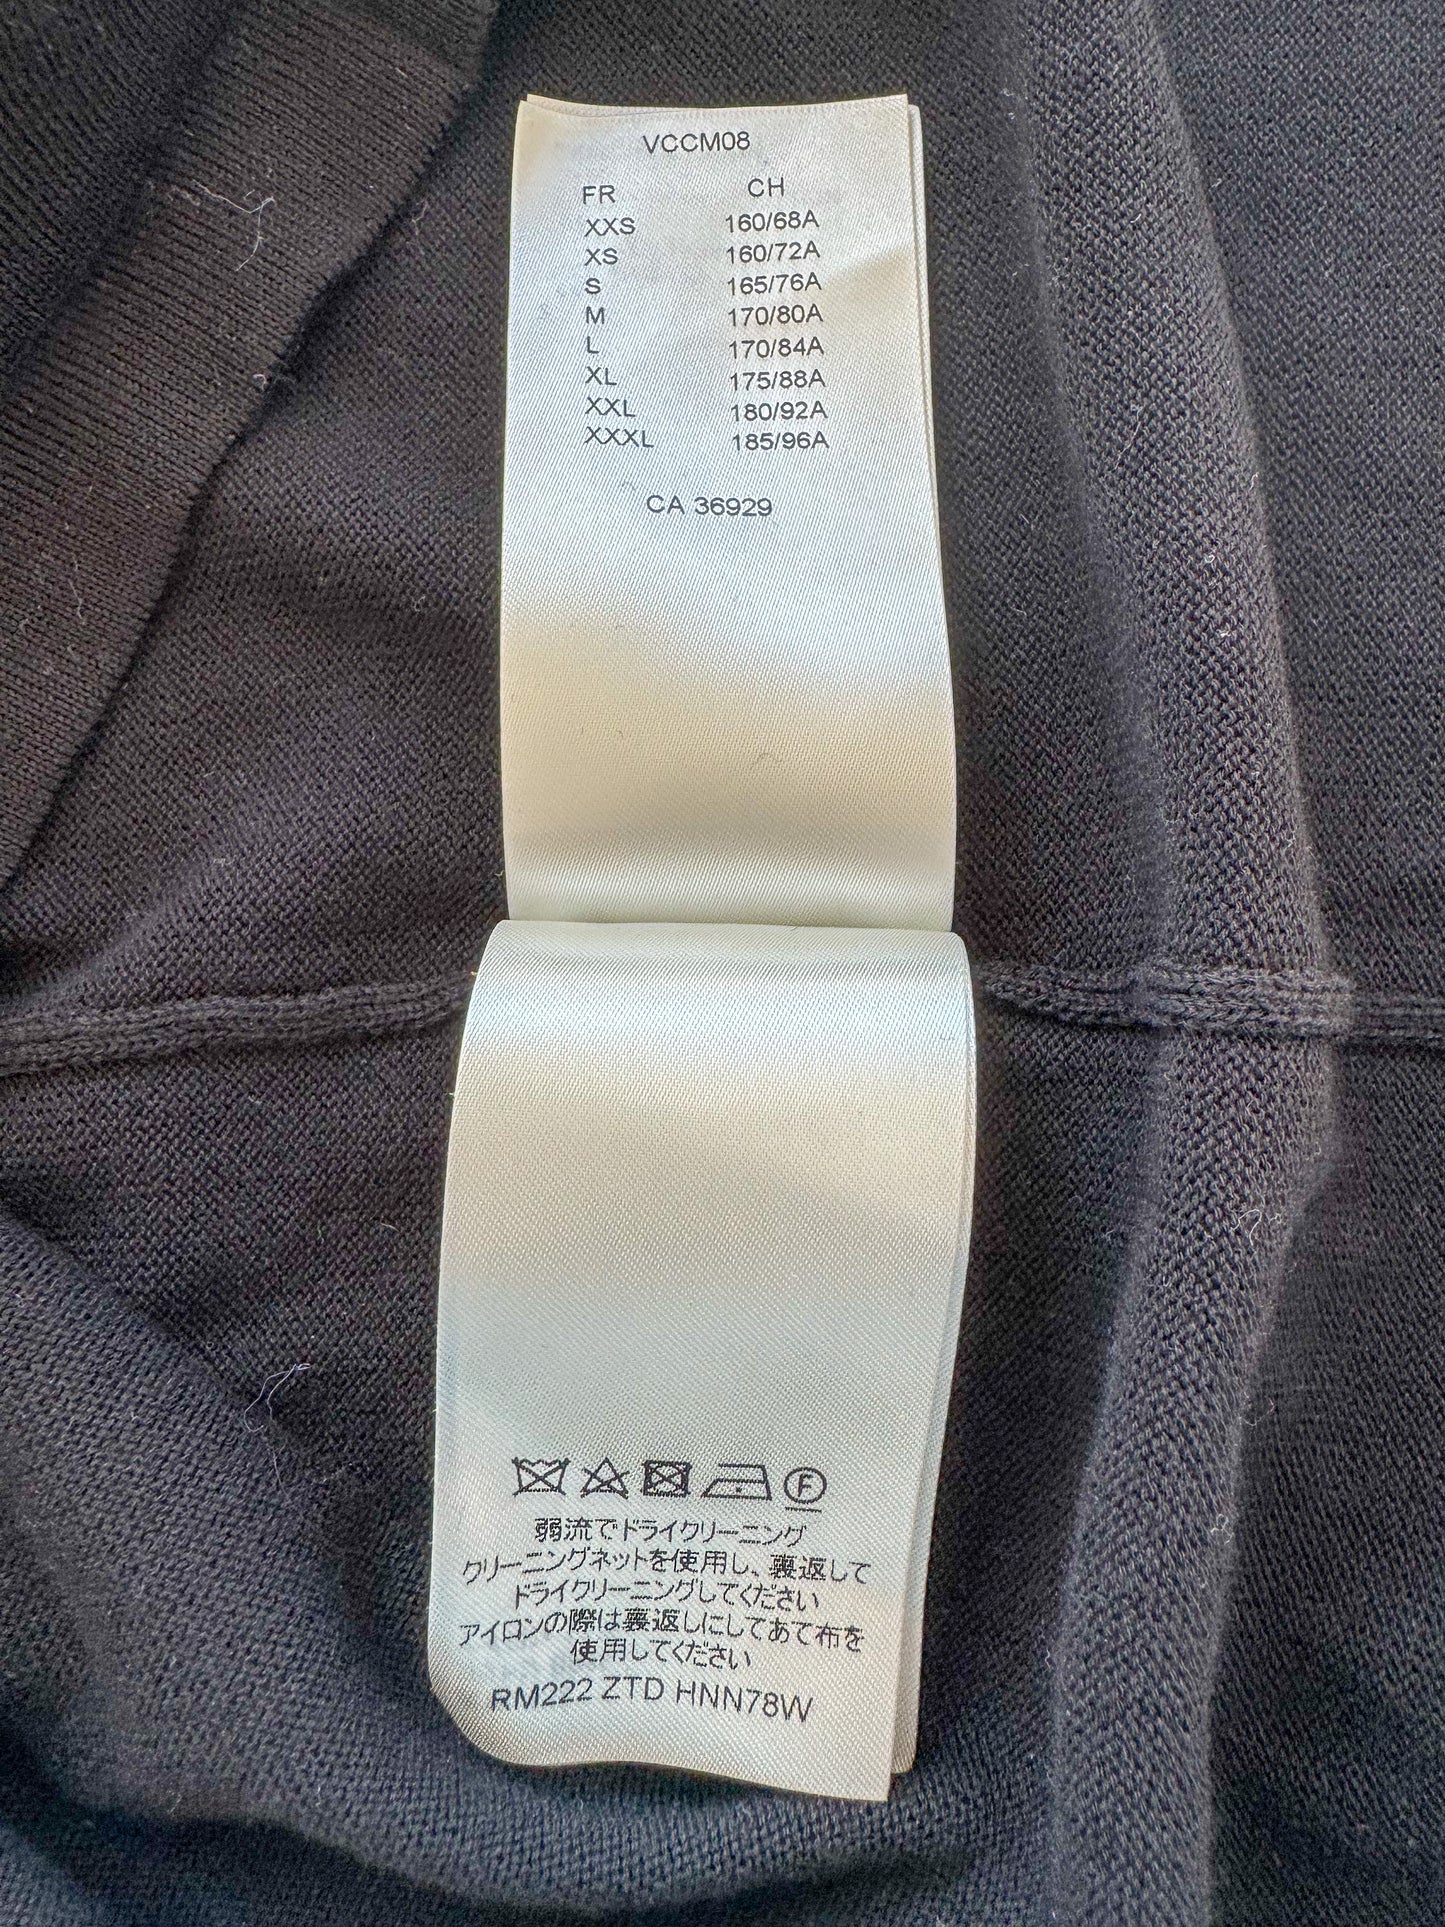 VCCM08
FR CH
XXS 160/68A
XS 160/72A
S 165/76A
M 170/80A
L 170/84A
XL 175/88A
XXL 180/92A
XXXL 185/96A
CA 36929
F
弱流でドライクリーニング
クリーニングネットを使用し、裏返して
ドライクリーニングしてください
アイロンの際は裏返しにしてあて布を
使用してください
RM222 ZTD HNN78W